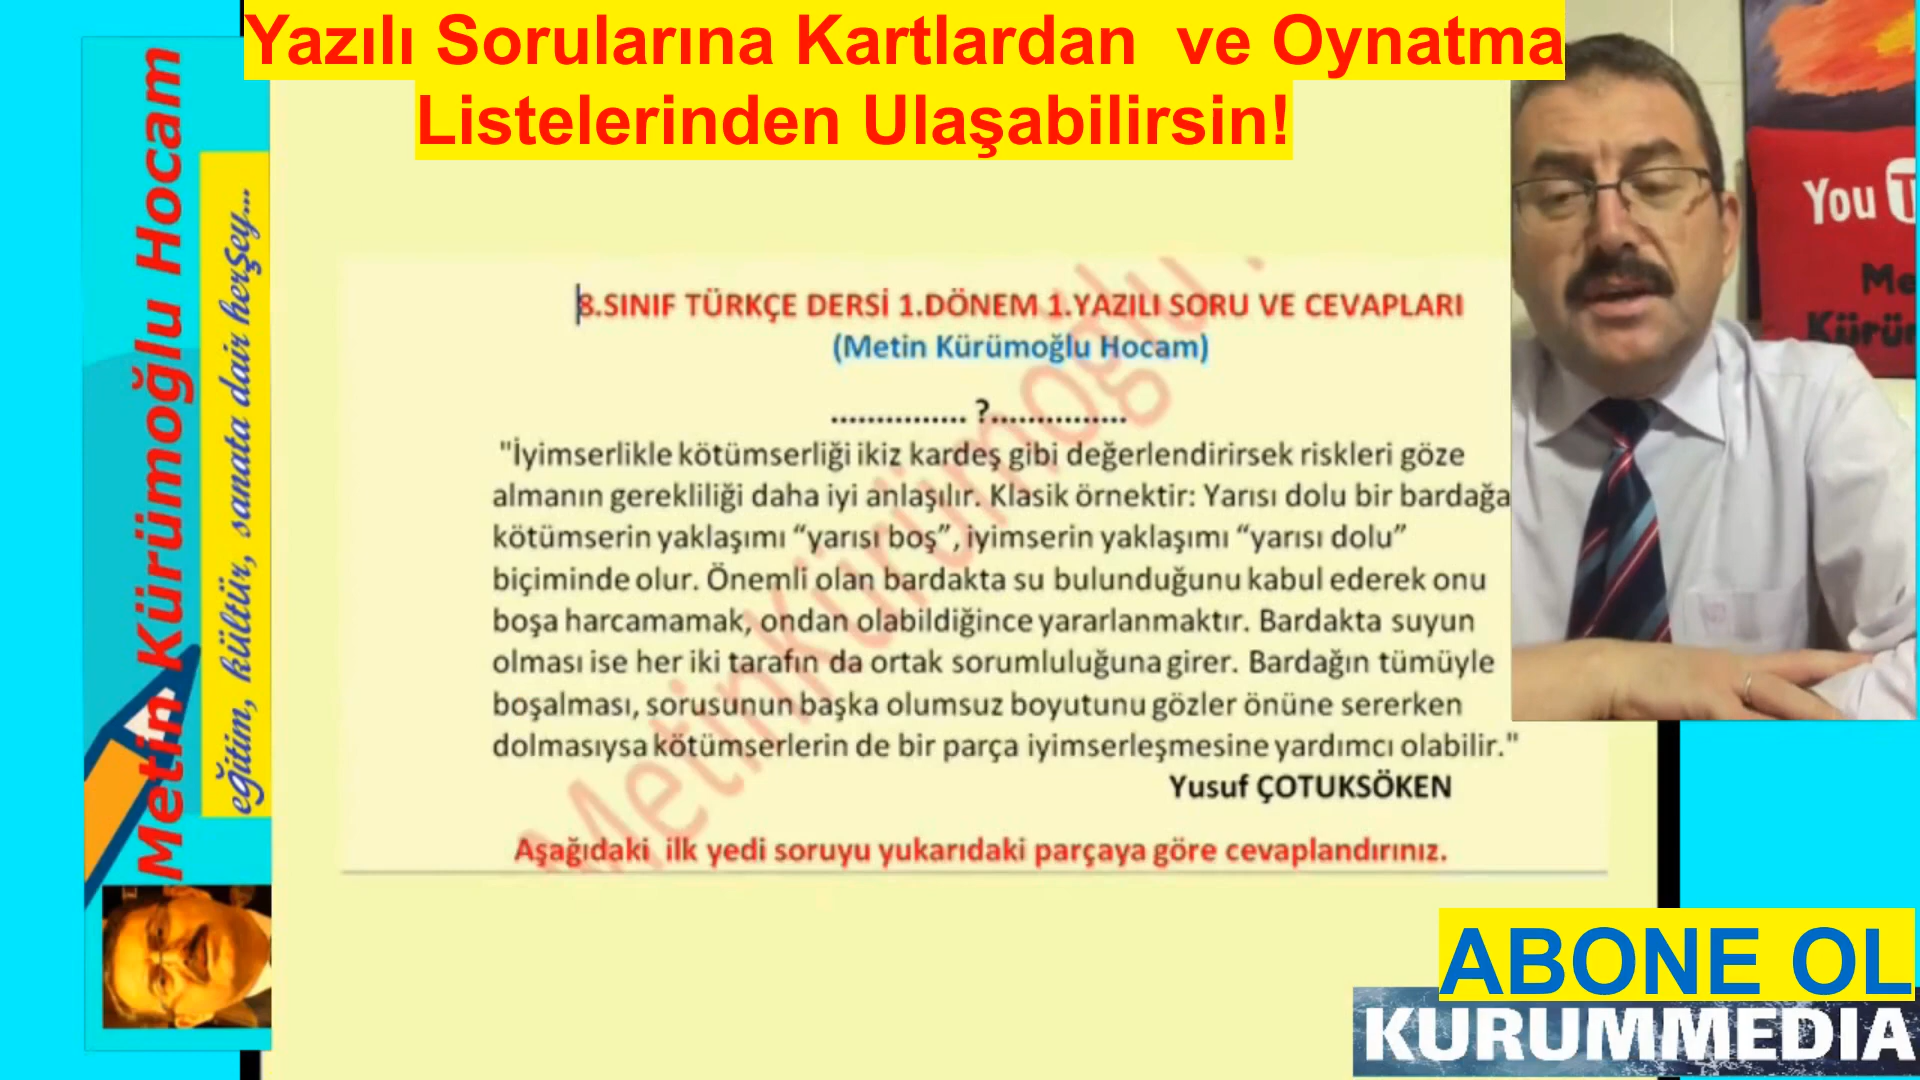 Yazılı Sorularına Kartlardan ve Oynatma
Listelerinden Ulaşabilirsin!
Metin Kürümoğlu Hocam
eğitim, kültür, sanata dair herşey...
8.SINIF TÜRKÇE DERSİ 1.DÖNEM 1.YAZILI SORU VE CEVAPLARI
(Metin Kürümoğlu Hocam)
............... ?...............
"İyimserlikle kötümserliği ikiz kardeş gibi değerlendirirsek riskleri göze
almanın gerekliliği daha iyi anlaşılır. Klasik örnektir: Yarısı dolu bir bardağa
kötümserin yaklaşımı “yarısı boş”, iyimserin yaklaşımı “yarısı dolu”
biçiminde olur. Önemli olan bardakta su bulunduğunu kabul ederek onu
boşa harcamamak, ondan olabildiğince yararlanmaktır. Bardakta suyun
olması ise her iki tarafın da ortak sorumluluğuna girer. Bardağın tümüyle
boşalması, sorusunun başka olumsuz boyutunu gözler önüne sererken
dolmasıysa kötümserlerin de bir parça iyimserleşmesine yardımcı olabilir."
Yusuf ÇOTUKSÖKEN
Aşağıdaki ilk yedi soruyu yukarıdaki parçaya göre cevaplandırınız.
MetinKürümoğlu
You T
Me
Kürü
ABONE OL
KURUMMEDIA